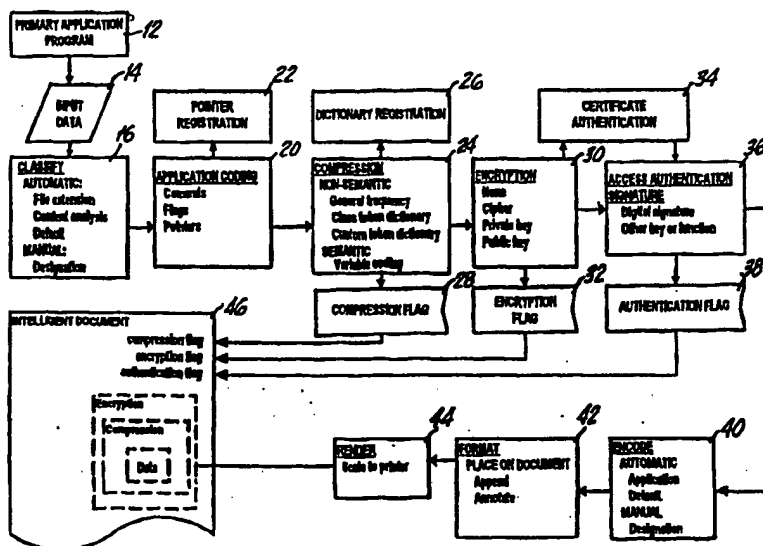 PRIMARY APPLICATION
PROGRAM
12
14
INPUT
DATA
16
CLASSIFY
AUTOMATIC:
File extension
Content analysis
Default
MANUAL:
Designation
22
POINTER
REGISTRATION
20
APPLICATION CODING
Flags
Pointers
26
DICTIONARY REGISTRATION
24
COMPRESSION
NON-SEMANTIC
General frequency
Class token dictionary
Custom token dictionary
SEMANTIC
Variable coding
34
CERTIFICATE
AUTHENTICATION
30
ENCRYPTION
None
Cipher
Private key
Public key
36
ACCESS AUTHENTICATION
SIGNATURE
Digital signature
Other key or function
28
COMPRESSION FLAG
32
ENCRYPTION
FLAG
38
AUTHENTICATION FLAG
46
INTELLIGENT DOCUMENT
compression flag
encryption flag
authentication flag
Encryption
Compression
Data
44
RENDER
Scale to printer
42
FORMAT
PLACE ON DOCUMENT
Append
Annotate
40
ENCODE
AUTOMATIC
Application
Default
MANUAL
Designation